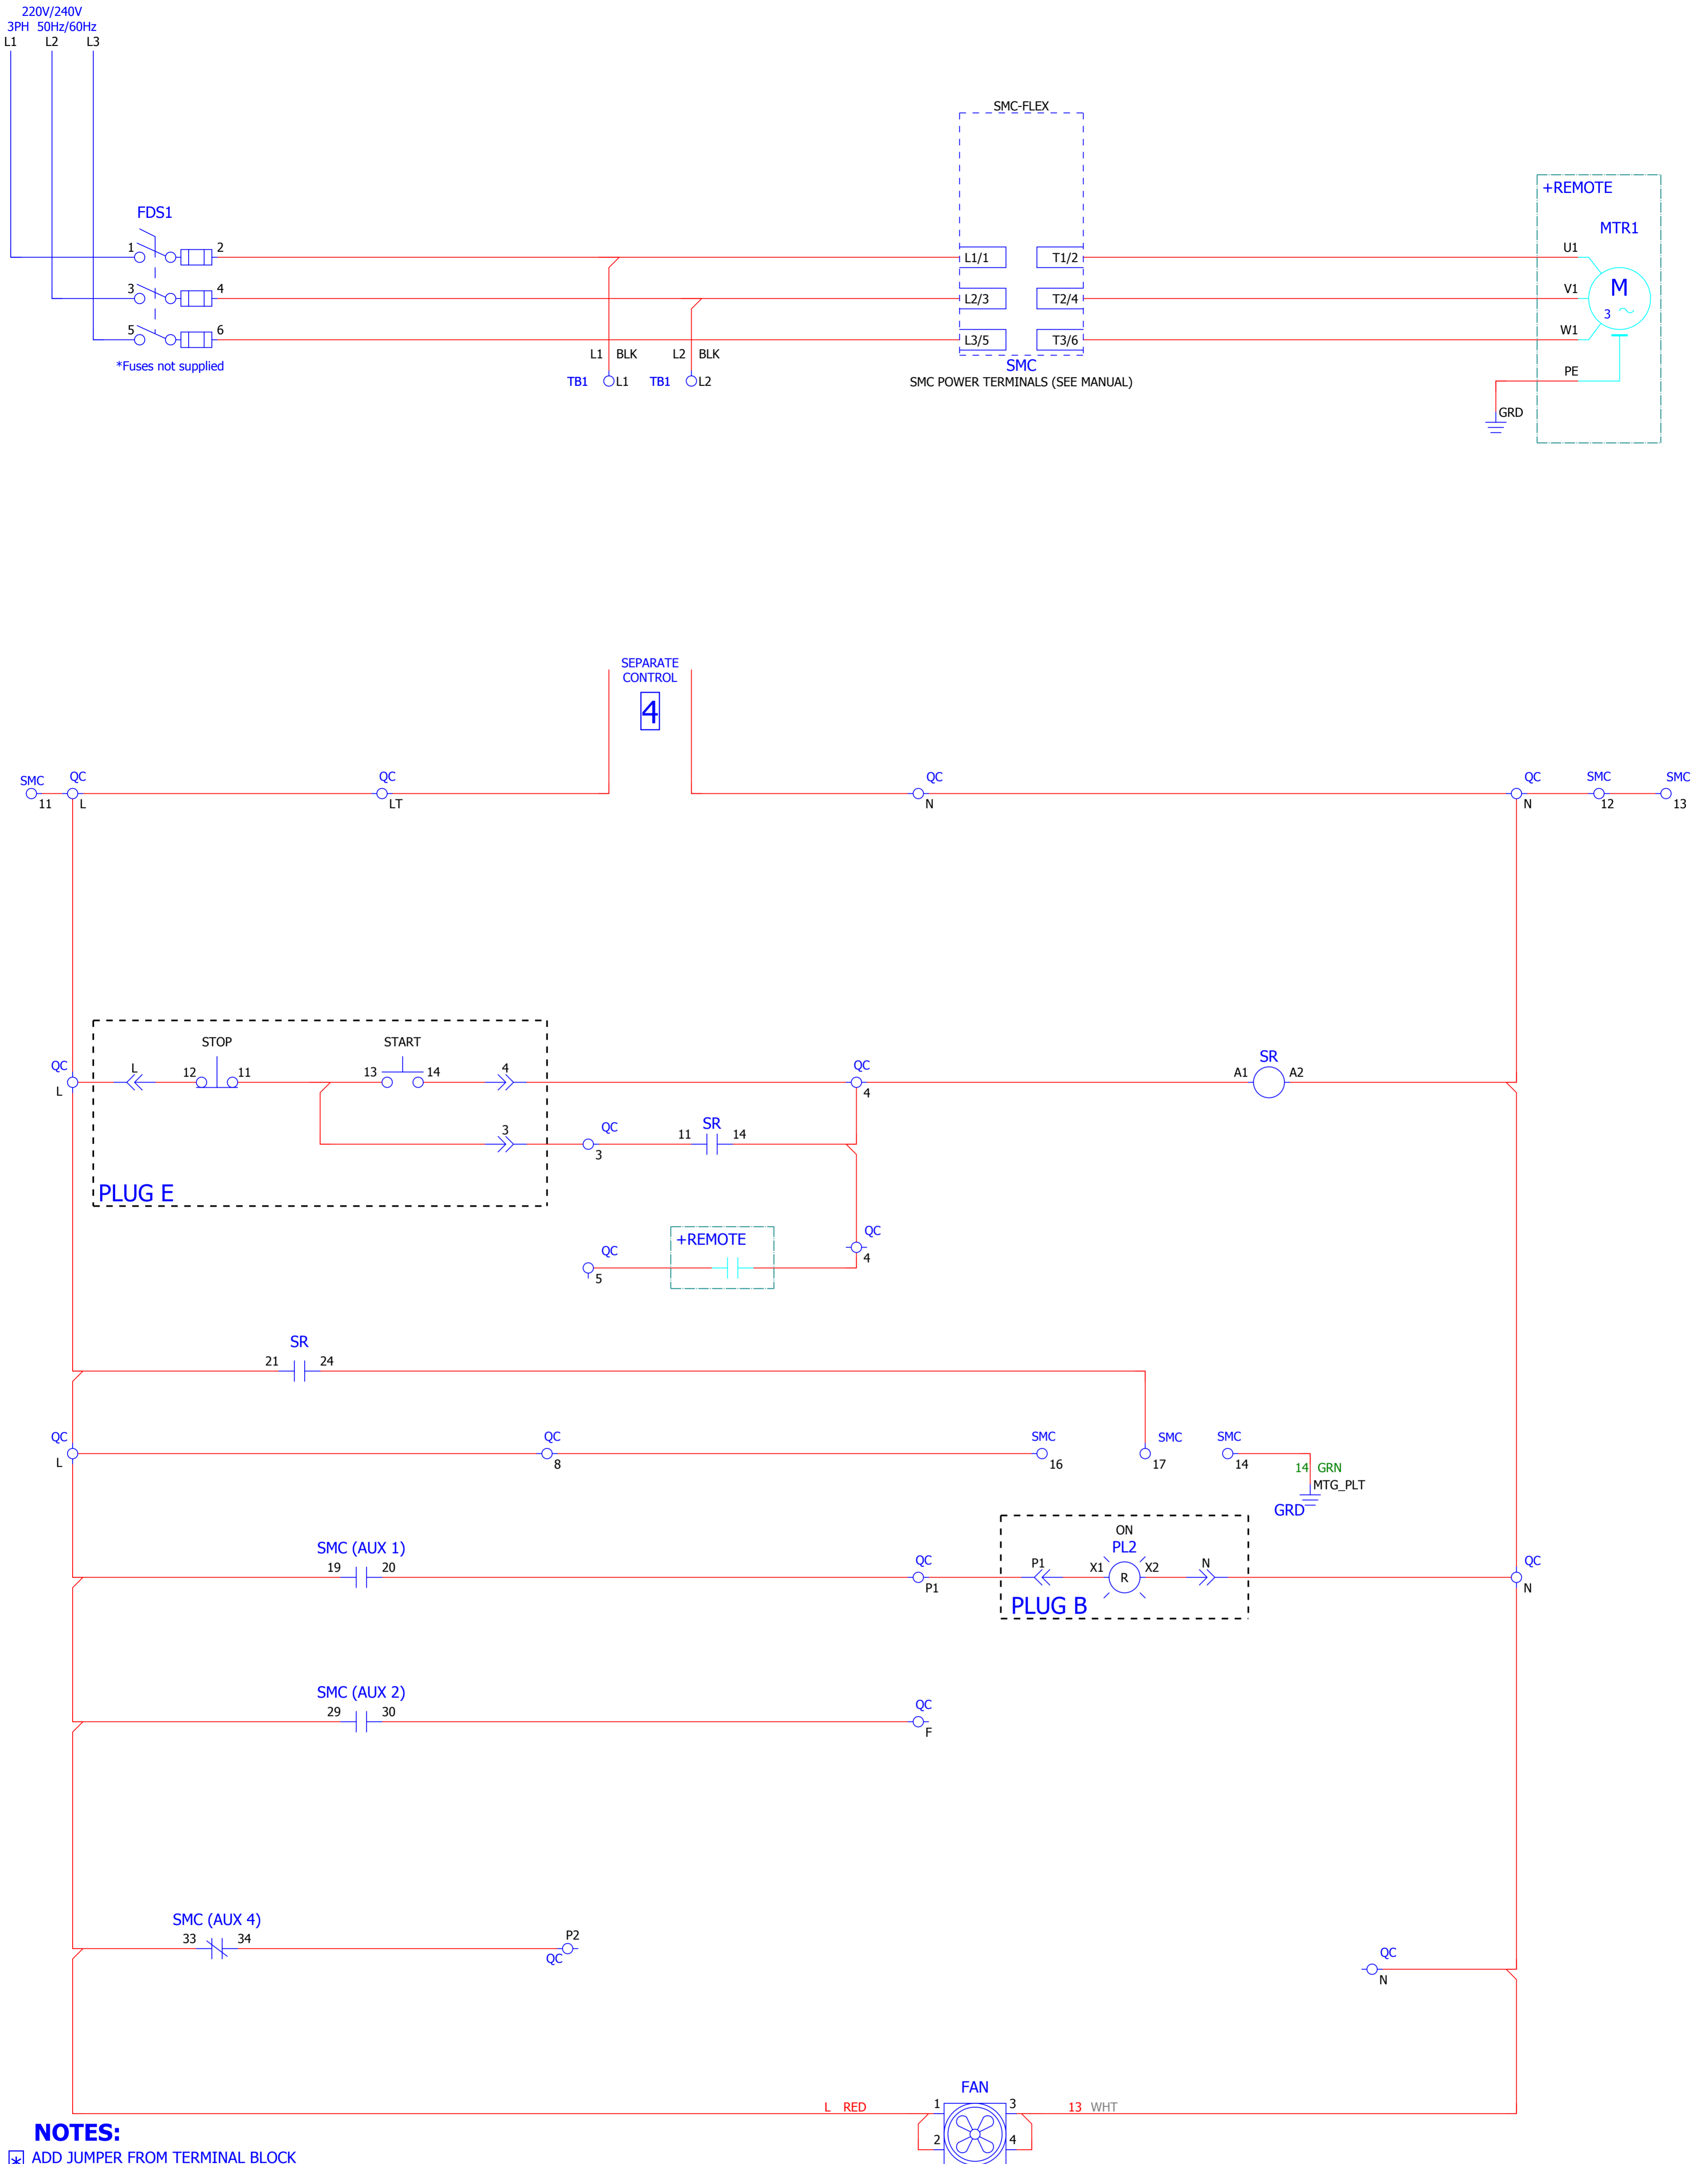 220V/240V
3PH 50Hz/60Hz
L1 L2 L3
SMC-FLEX
+REMOTE
FDS1
MTR1
1 2 L1/1 T1/2 U1
3 4 L2/3 T2/4 V1 M
3
5 6 L3/5 T3/6 W1
*Fuses not supplied
L1 BLK L2 BLK
SMC
PE
TB1 L1 TB1 L2
SMC POWER TERMINALS (SEE MANUAL)
GRD
SEPARATE
CONTROL
4
SMC QC QC QC QC SMC SMC
11 L LT N N 12 13
STOP START
QC L 12 11 13 14 4 QC A1 SR A2
L 4
3 QC 11 SR 14
3
PLUG E
QC +REMOTE QC
5 4
SR
21 24
QC QC SMC SMC SMC
L 8 16 17 14
14 GRN
MTG_PLT
GRD
SMC (AUX 1)
19 20
QC
P1
ON
PL2
P1 X1 R X2 N
PLUG B
QC
N
SMC (AUX 2)
29 30
QC
F
SMC (AUX 4)
33 34
P2
QC
QC
N
FAN
L RED 1 3 13 WHT
2 4
NOTES:
* ADD JUMPER FROM TERMINAL BLOCK